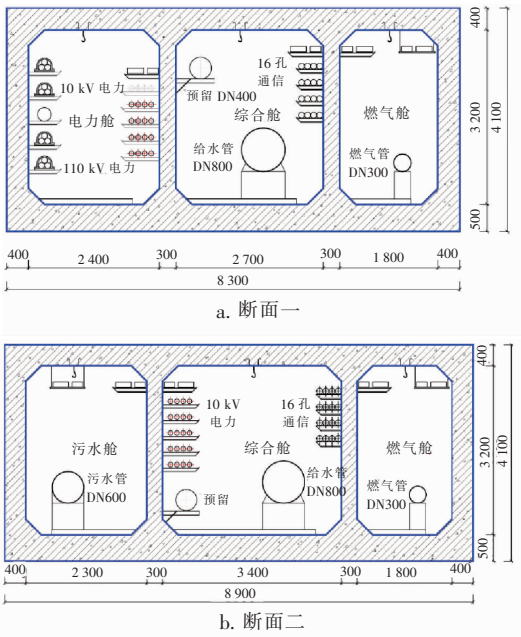 10 kV 电力
电力舱
110 kV 电力
预留 DN400
综合舱
给水管
DN800
16 孔
通信
燃气舱
燃气管
DN300
400
3 200
4 100
500
400
2 400
300
2 700
300
1 800
400
8 300
a. 断面一
污水舱
污水管
DN600
10 kV
电力
16 孔
通信
综合舱
给水管
DN800
预留
燃气舱
燃气管
DN300
400
3 200
4 100
500
400
2 300
300
3 400
300
1 800
400
8 900
b. 断面二